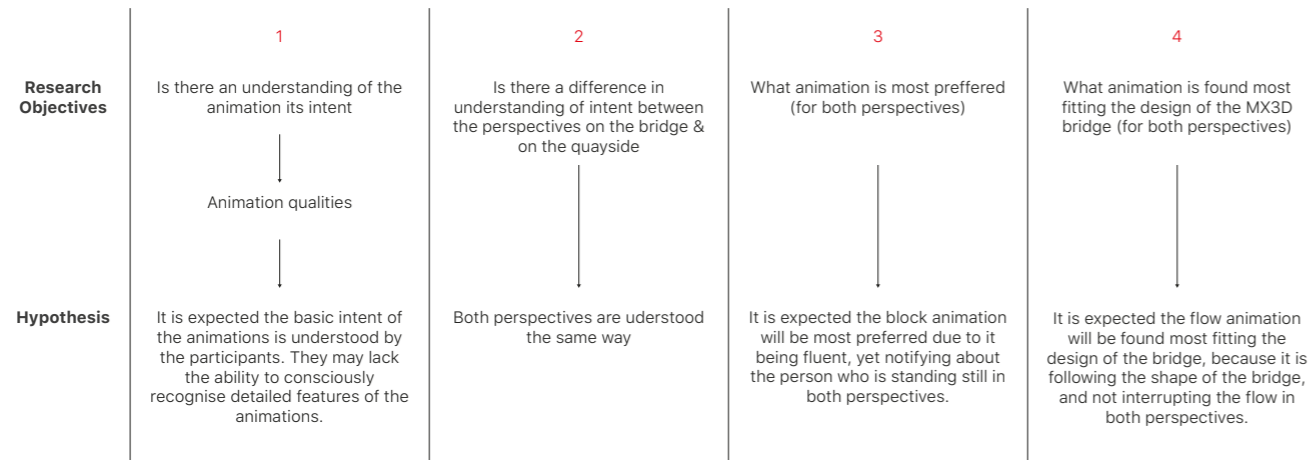 1
2
3
4
Research
Objectives
Is there an understanding of the
animation its intent
Animation qualities
Is there a difference in
understanding of intent between
the perspectives on the bridge &
on the quayside
What animation is most preffered
(for both perspectives)
What animation is found most
fitting the design of the MX3D
bridge (for both perspectives)
Hypothesis
It is expected the basic intent of
the animations is understood by
the participants. They may lack
the ability to consciously
recognise detailed features of the
animations.
Both perspectives are uderstood
the same way
It is expected the block animation
will be most preferred due to it
being fluent, yet notifying about
the person who is standing still in
both perspectives.
It is expected the flow animation
will be found most fitting the
design of the bridge, because it is
following the shape of the bridge,
and not interrupting the flow in
both perspectives.